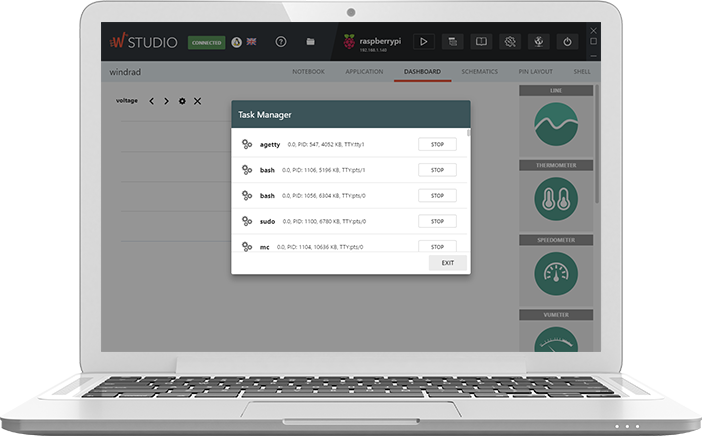 W STUDIO CONNECTED raspberrypi
192.168.1.148
windrad NOTEBOOK APPLICATION DASHBOARD SCHEMATICS PIN LAYOUT SHELL
voltage
LINE
THERMOMETER
SPEEDOMETER
VUMETER
Task Manager
agetty 0.0, PID: 547, 4052 KB, TTY:tty1 STOP
bash 0.0, PID: 1106, 5196 KB, TTY:pts/1 STOP
bash 0.0, PID: 1056, 6304 KB, TTY:pts/0 STOP
sudo 0.0, PID: 1100, 6780 KB, TTY:pts/0 STOP
mc 0.0, PID: 1104, 10636 KB, TTY:pts/0 STOP
EXIT